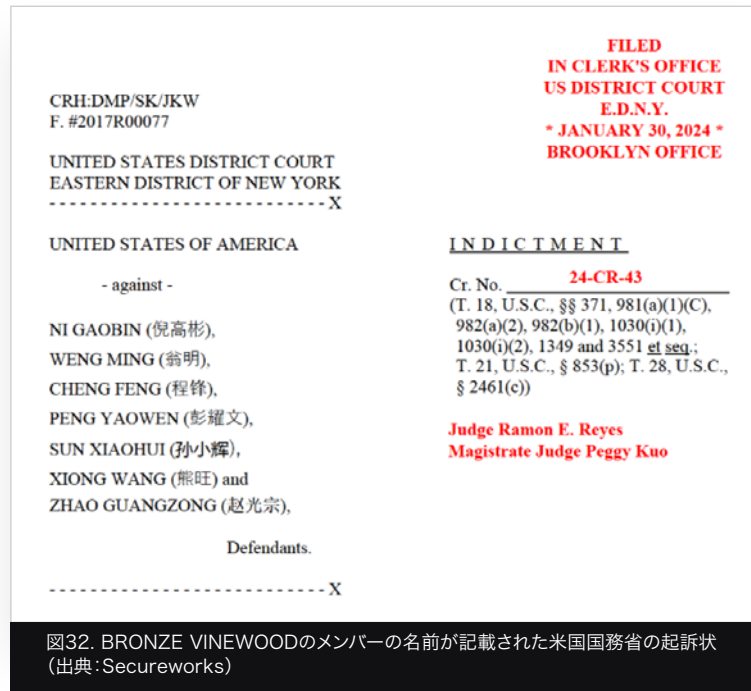 FILED
IN CLERK'S OFFICE
US DISTRICT COURT
E.D.N.Y.
* JANUARY 30, 2024 *
BROOKLYN OFFICE
CRH:DMP/SK/JKW
F. #2017R00077
UNITED STATES DISTRICT COURT
EASTERN DISTRICT OF NEW YORK
- - - - - - - - - - - - - - - - - - - - - - - - - - - X
UNITED STATES OF AMERICA
- against -
NI GAOBIN (倪高彬),
WENG MING (翁明),
CHENG FENG (程锋),
PENG YAOWEN (彭耀文),
SUN XIAOHUI (孙小辉),
XIONG WANG (熊旺) and
ZHAO GUANGZONG (赵光宗),
Defendants.
- - - - - - - - - - - - - - - - - - - - - - - - - - - X
I N D I C T M E N T
Cr. No. 24-CR-43
(T. 18, U.S.C., §§ 371, 981(a)(1)(C),
982(a)(2), 982(b)(1), 1030(i)(1),
1030(i)(2), 1349 and 3551 et seq.;
T. 21, U.S.C., § 853(p); T. 28, U.S.C.,
§ 2461(c))
Judge Ramon E. Reyes
Magistrate Judge Peggy Kuo
図32. BRONZE VINEWOODのメンバーの名前が記載された米国国務省の起訴状
(出典：Secureworks)